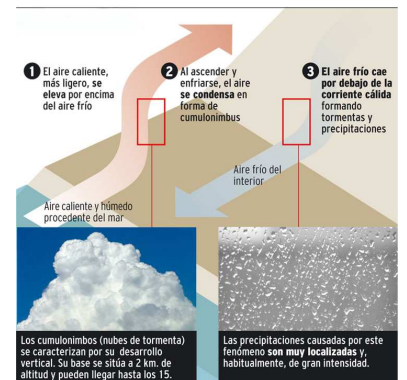 1 El aire caliente,
más ligero, se
eleva por encima
del aire frío
2 Al ascender y
enfriarse, el aire
se condensa en
forma de
cumulonimbus
3 El aire frío cae
por debajo de la
corriente cálida
formando
tormentas y
precipitaciones
Aire frío del
interior
Aire caliente y húmedo
procedente del mar
Los cumulonimbos (nubes de tormenta)
se caracterizan por su desarrollo
vertical. Su base se sitúa a 2 km. de
altitud y pueden llegar hasta los 15.
Las precipitaciones causadas por este
fenómeno son muy localizadas y,
habitualmente, de gran intensidad.